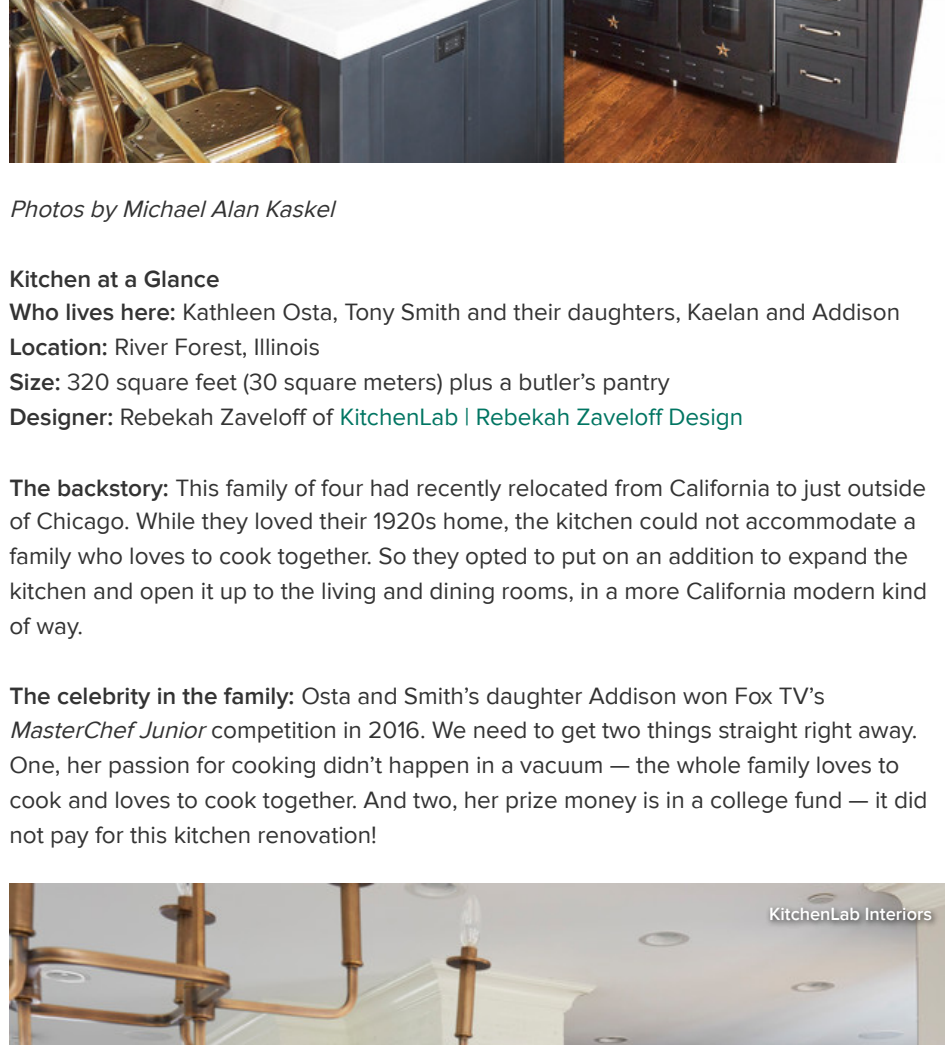 Photos by Michael Alan Kaskel
Kitchen at a Glance
Who lives here: Kathleen Osta, Tony Smith and their daughters, Kaelan and Addison
Location: River Forest, Illinois
Size: 320 square feet (30 square meters) plus a butler’s pantry
Designer: Rebekah Zaveloff of KitchenLab | Rebekah Zaveloff Design
The backstory: This family of four had recently relocated from California to just outside
of Chicago. While they loved their 1920s home, the kitchen could not accommodate a
family who loves to cook together. So they opted to put on an addition to expand the
kitchen and open it up to the living and dining rooms, in a more California modern kind
of way.
The celebrity in the family: Osta and Smith’s daughter Addison won Fox TV’s
MasterChef Junior competition in 2016. We need to get two things straight right away.
One, her passion for cooking didn’t happen in a vacuum — the whole family loves to
cook and loves to cook together. And two, her prize money is in a college fund — it did
not pay for this kitchen renovation!
KitchenLab Interiors